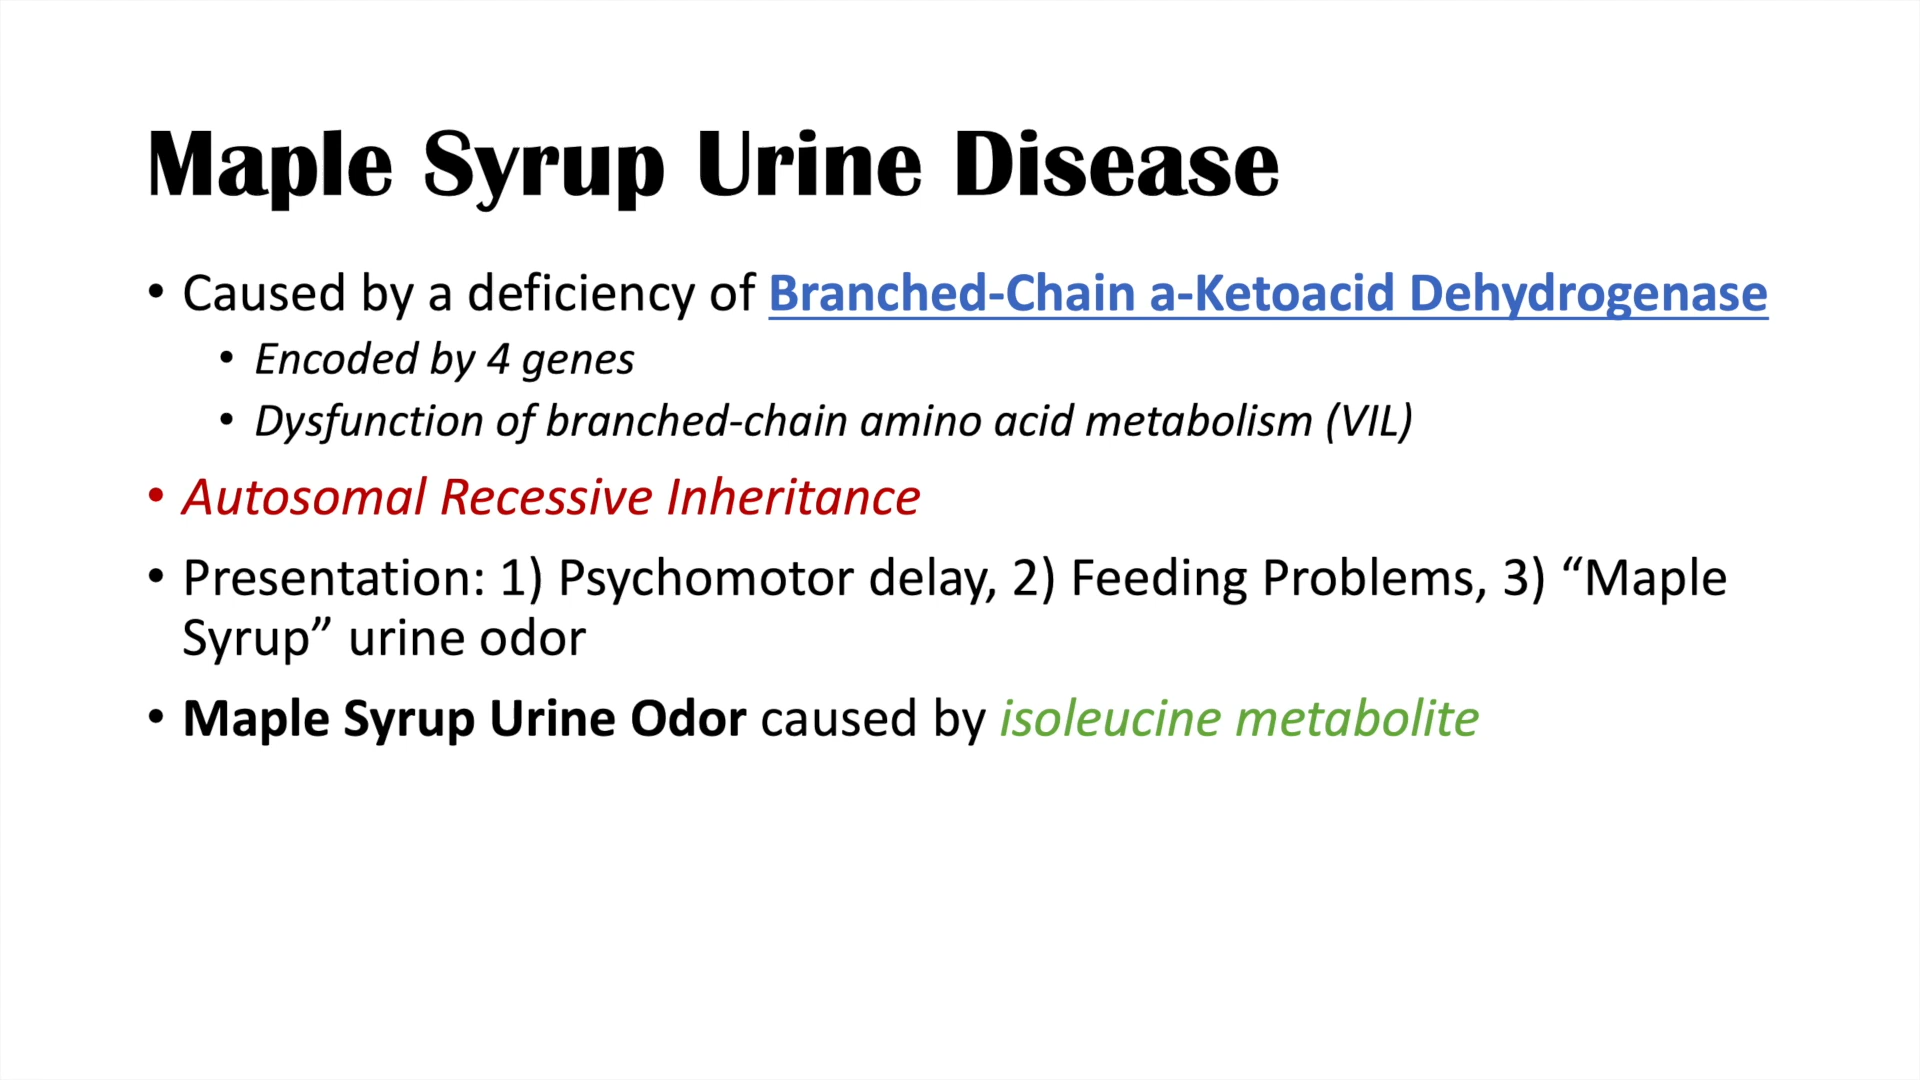 Maple Syrup Urine Disease
• Caused by a deficiency of Branched-Chain a-Ketoacid Dehydrogenase
• Encoded by 4 genes
• Dysfunction of branched-chain amino acid metabolism (VIL)
• Autosomal Recessive Inheritance
• Presentation: 1) Psychomotor delay, 2) Feeding Problems, 3) “Maple
Syrup” urine odor
• Maple Syrup Urine Odor caused by isoleucine metabolite